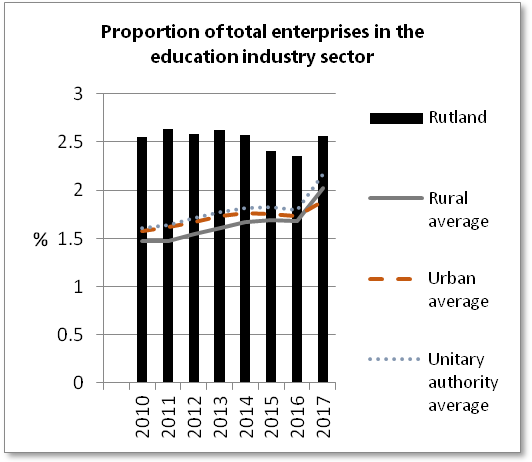 Proportion of total enterprises in the
education industry sector
3
2.5
2
1.5
1
0.5
0
%
2010
2011
2012
2013
2014
2015
2016
2017
Rutland
Rural
average
Urban
average
Unitary
authority
average